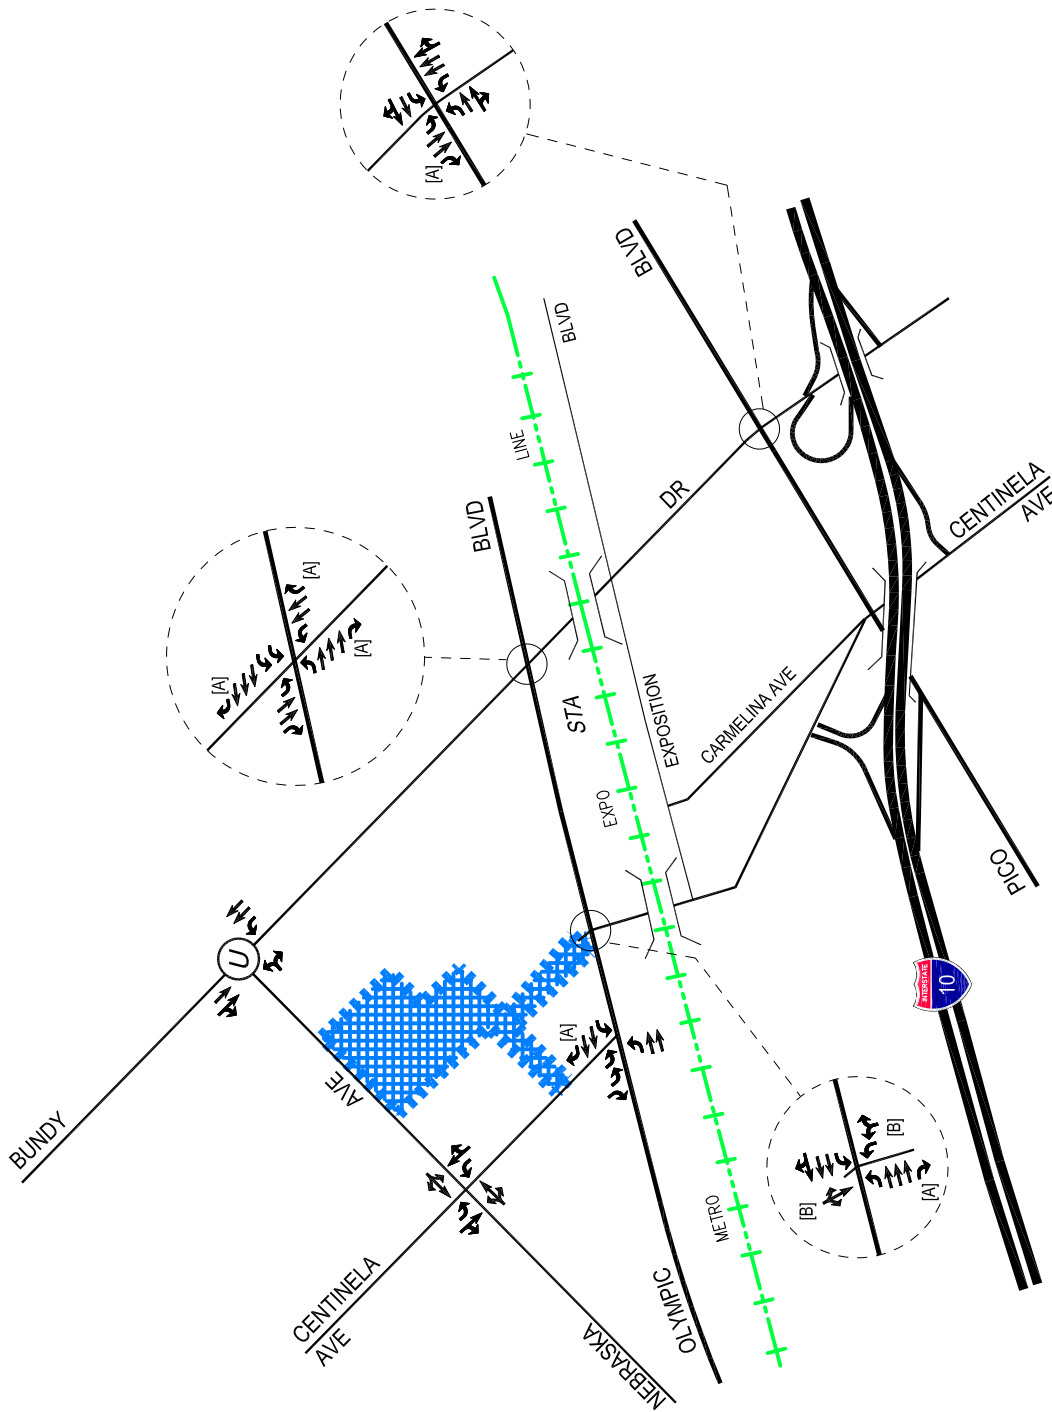 [A]
BLVD
BLVD
LINE
BLVD
DR
CENTINELA
AVE
[A]
[A]
[A]
STA
EXPOSITION
CARMELINA AVE
EXPO
PICO
U
INTERSTATE
10
[A]
AVE
BUNDY
[B]
[B]
[A]
METRO
CENTINELA
AVE
NEBRASKA
OLYMPIC